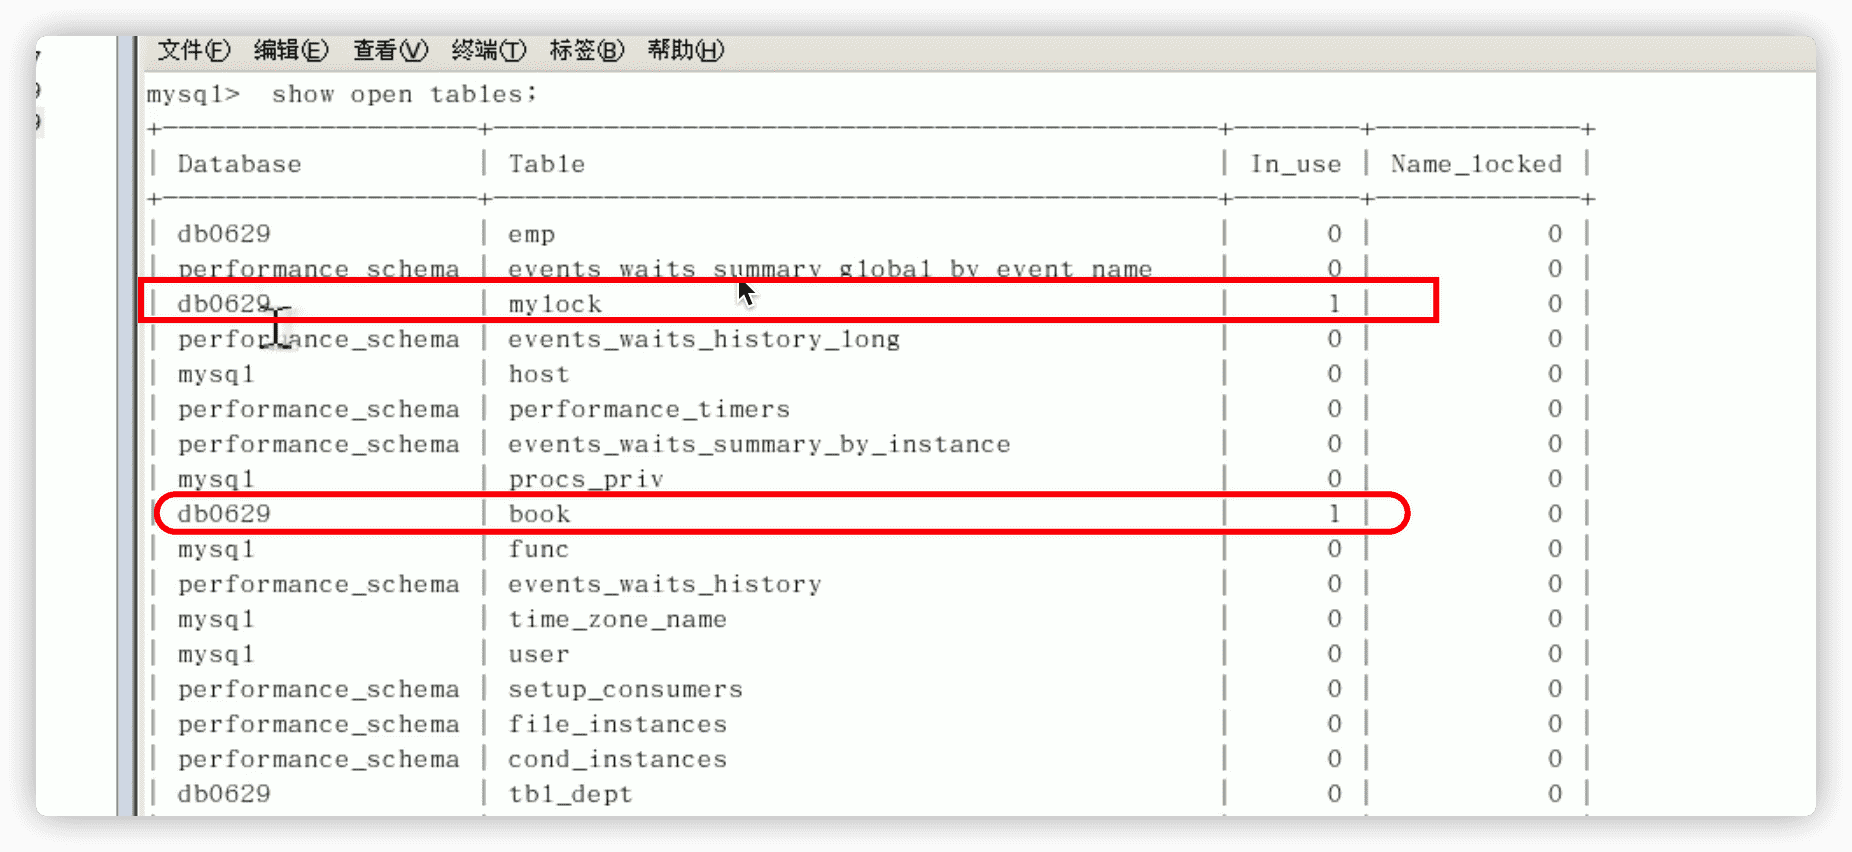 文件(F) 编辑(E) 查看(V) 终端(T) 标签(B) 帮助(H)
mysql> show open tables;
+--------------------+----------------------------------------------+--------+-------------+
| Database | Table | In_use | Name_locked |
+--------------------+----------------------------------------------+--------+-------------+
| db0629 | emp | 0 | 0 |
| performance_schema | events_waits_summary_global_by_event_name | 0 | 0 |
| db0629 | mylock | 1 | 0 |
| performance_schema | events_waits_history_long | 0 | 0 |
| mysql | host | 0 | 0 |
| performance_schema | performance_timers | 0 | 0 |
| performance_schema | events_waits_summary_by_instance | 0 | 0 |
| mysql | procs_priv | 0 | 0 |
| db0629 | book | 1 | 0 |
| mysql | func | 0 | 0 |
| performance_schema | events_waits_history | 0 | 0 |
| mysql | time_zone_name | 0 | 0 |
| mysql | user | 0 | 0 |
| performance_schema | setup_consumers | 0 | 0 |
| performance_schema | file_instances | 0 | 0 |
| performance_schema | cond_instances | 0 | 0 |
| db0629 | tbl_dept | 0 | 0 |